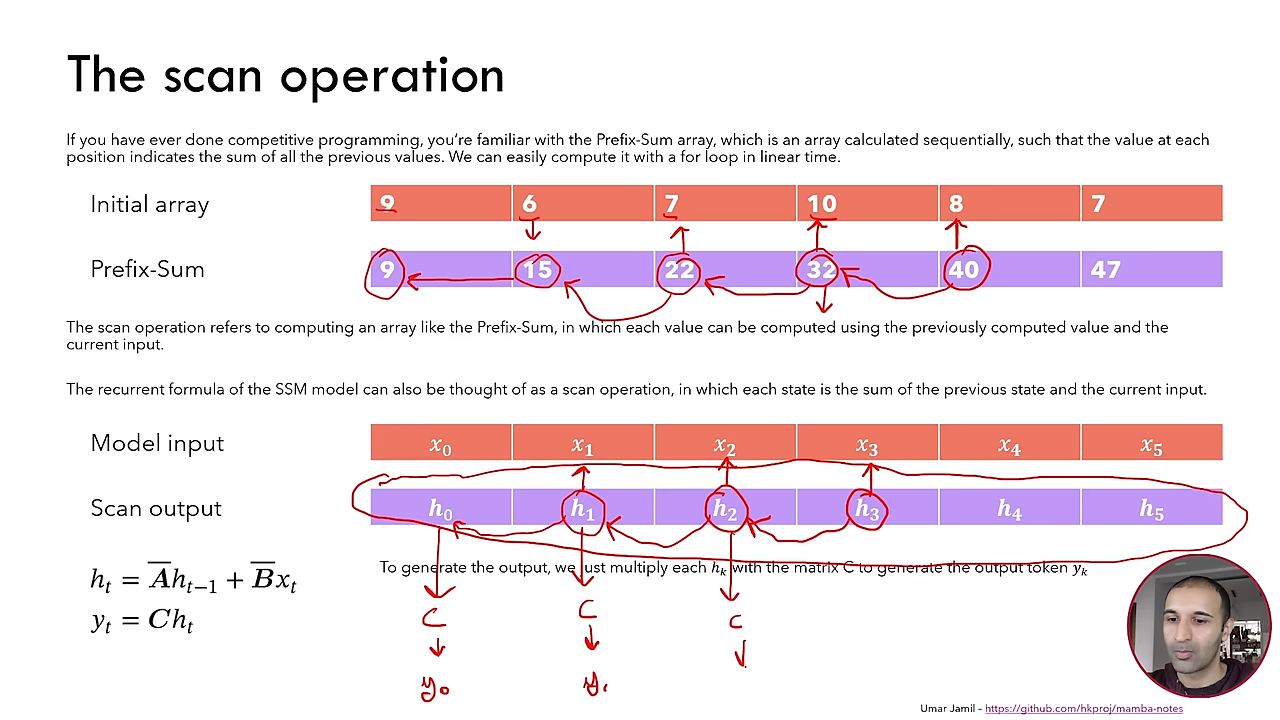 The scan operation
If you have ever done competitive programming, you're familiar with the Prefix-Sum array, which is an array calculated sequentially, such that the value at each
position indicates the sum of all the previous values. We can easily compute it with a for loop in linear time.
Initial array 9 6 7 10 8 7
Prefix-Sum 9 15 22 32 40 47
The scan operation refers to computing an array like the Prefix-Sum, in which each value can be computed using the previously computed value and the
current input.
The recurrent formula of the SSM model can also be thought of as a scan operation, in which each state is the sum of the previous state and the current input.
Model input x₀ x₁ x₂ x₃ x₄ x₅
Scan output h₀ h₁ h₂ h₃ h₄ h₅
To generate the output, we just multiply each hₖ with the matrix C to generate the output token yₖ
hₜ = A̅hₜ₋₁ + B̅xₜ
yₜ = Chₜ
C C C
y₀ y₁
Umar Jamil – https://github.com/hkproj/mamba-notes